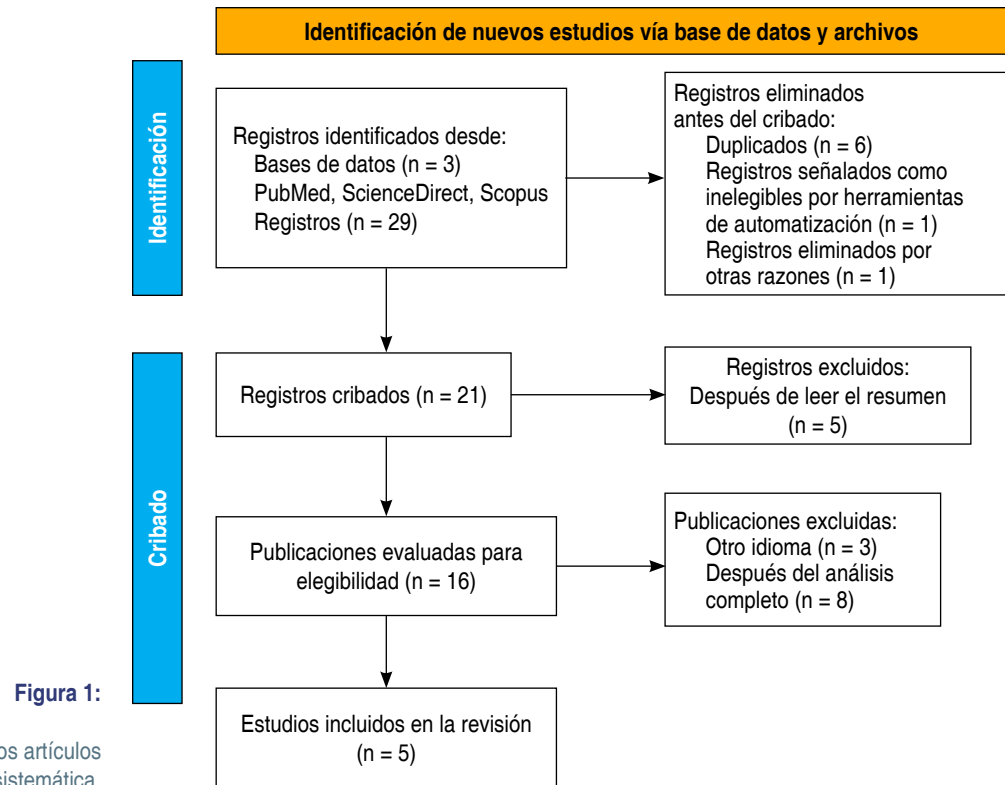 Identificación de nuevos estudios vía base de datos y archivos
Identificación
Registros identificados desde:
Bases de datos (n = 3)
PubMed, ScienceDirect, Scopus
Registros (n = 29)
Registros eliminados
antes del cribado:
Duplicados (n = 6)
Registros señalados como
inelegibles por herramientas
de automatización (n = 1)
Registros eliminados por
otras razones (n = 1)
Cribado
Registros cribados (n = 21)
Registros excluidos:
Después de leer el resumen
(n = 5)
Publicaciones evaluadas para
elegibilidad (n = 16)
Publicaciones excluidas:
Otro idioma (n = 3)
Después del análisis
completo (n = 8)
Estudios incluidos en la revisión
(n = 5)
Figura 1:
os artículos
sistemática.